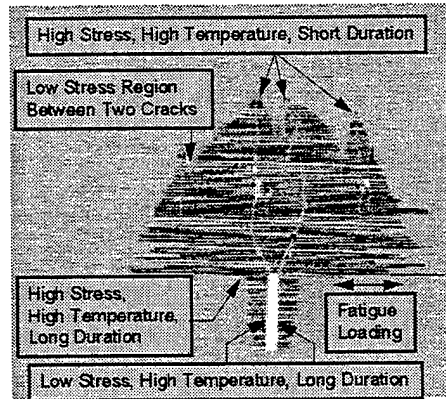 High Stress, High Temperature, Short Duration
Low Stress Region
Between Two Cracks
High Stress,
High Temperature,
Long Duration
Fatigue
Loading
Low Stress, High Temperature, Long Duration